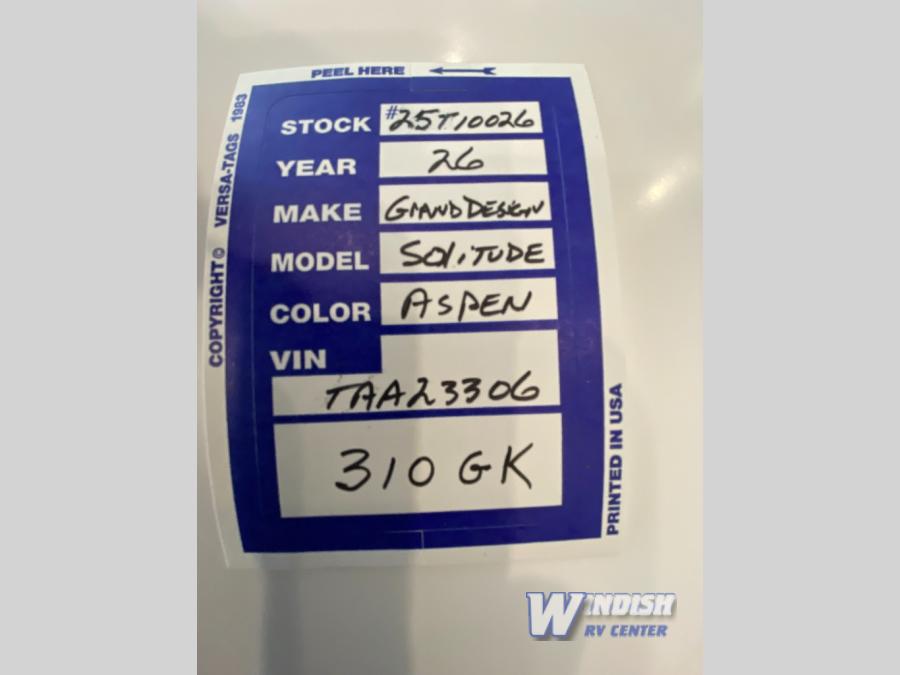 PEEL HERE
COPYRIGHT © VERSA-TAGS 1983
STOCK #25T10026
YEAR 26
MAKE GRAND DESIGN
MODEL SOLITUDE
COLOR ASPEN
VIN
TAA23306
310 GK
PRINTED IN USA
WINDISH
RV CENTER